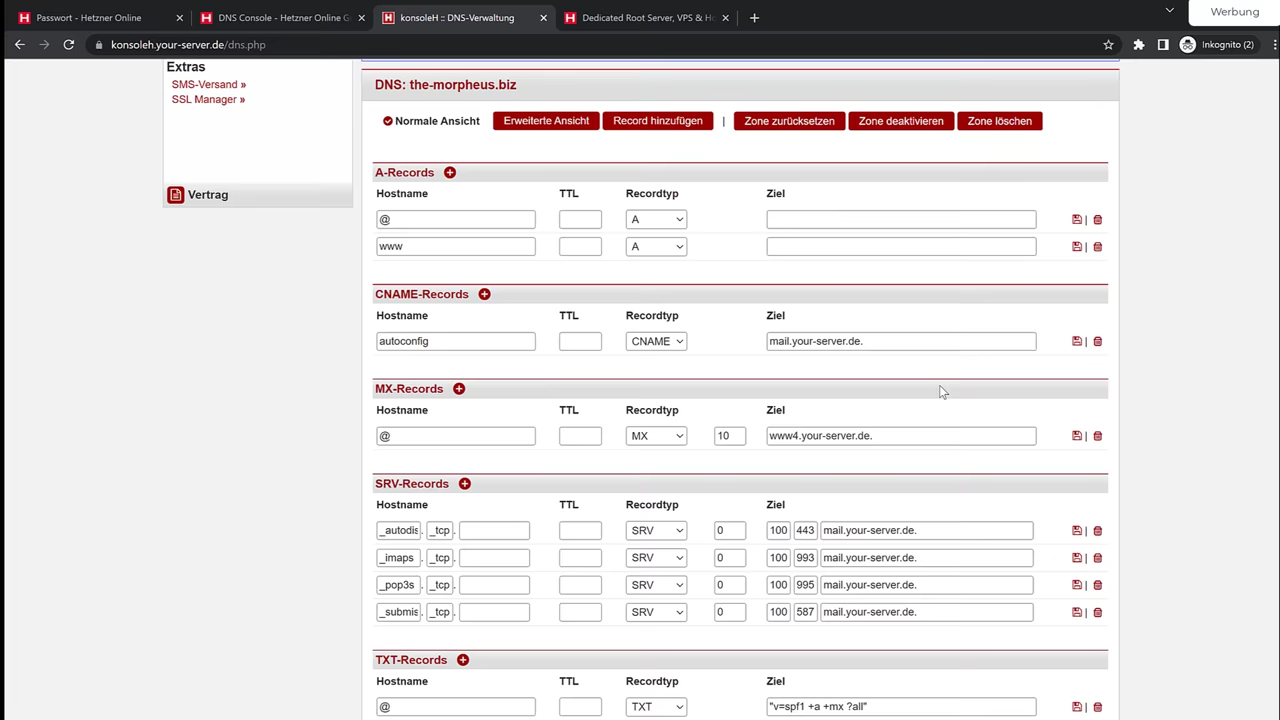 Werbung
Passwort - Hetzner Online
DNS Console - Hetzner Online G
konsoleH :: DNS-Verwaltung
Dedicated Root Server, VPS & H
konsoleh.your-server.de/dns.php
Inkognito (2)
Extras
SMS-Versand »
SSL Manager »
Vertrag
DNS: the-morpheus.biz
Normale Ansicht Erweiterte Ansicht Record hinzufügen | Zone zurücksetzen Zone deaktivieren Zone löschen
A-Records
Hostname TTL Recordtyp Ziel
@ A |
www A |
CNAME-Records
Hostname TTL Recordtyp Ziel
autoconfig CNAME mail.your-server.de. |
MX-Records
Hostname TTL Recordtyp Ziel
@ MX 10 www4.your-server.de. |
SRV-Records
Hostname TTL Recordtyp Ziel
_autodis . _tcp . SRV 0 100 443 mail.your-server.de. |
_imaps . _tcp . SRV 0 100 993 mail.your-server.de. |
_pop3s . _tcp . SRV 0 100 995 mail.your-server.de. |
_submis . _tcp . SRV 0 100 587 mail.your-server.de. |
TXT-Records
Hostname TTL Recordtyp Ziel
@ TXT "v=spf1 +a +mx ?all" |